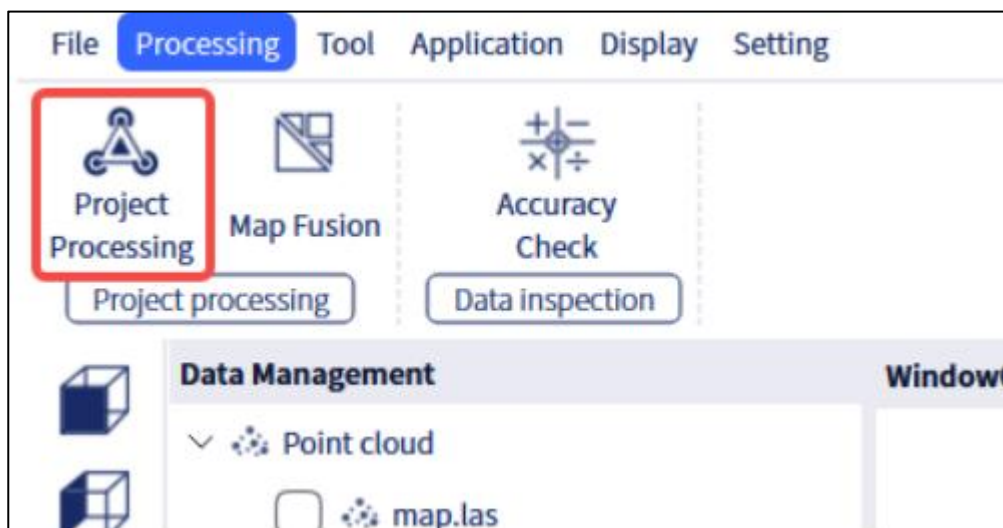 File Processing Tool Application Display Setting
Project
Processing
Map Fusion
Accuracy
Check
Project processing
Data inspection
Data Management
Window
Point cloud
map.las